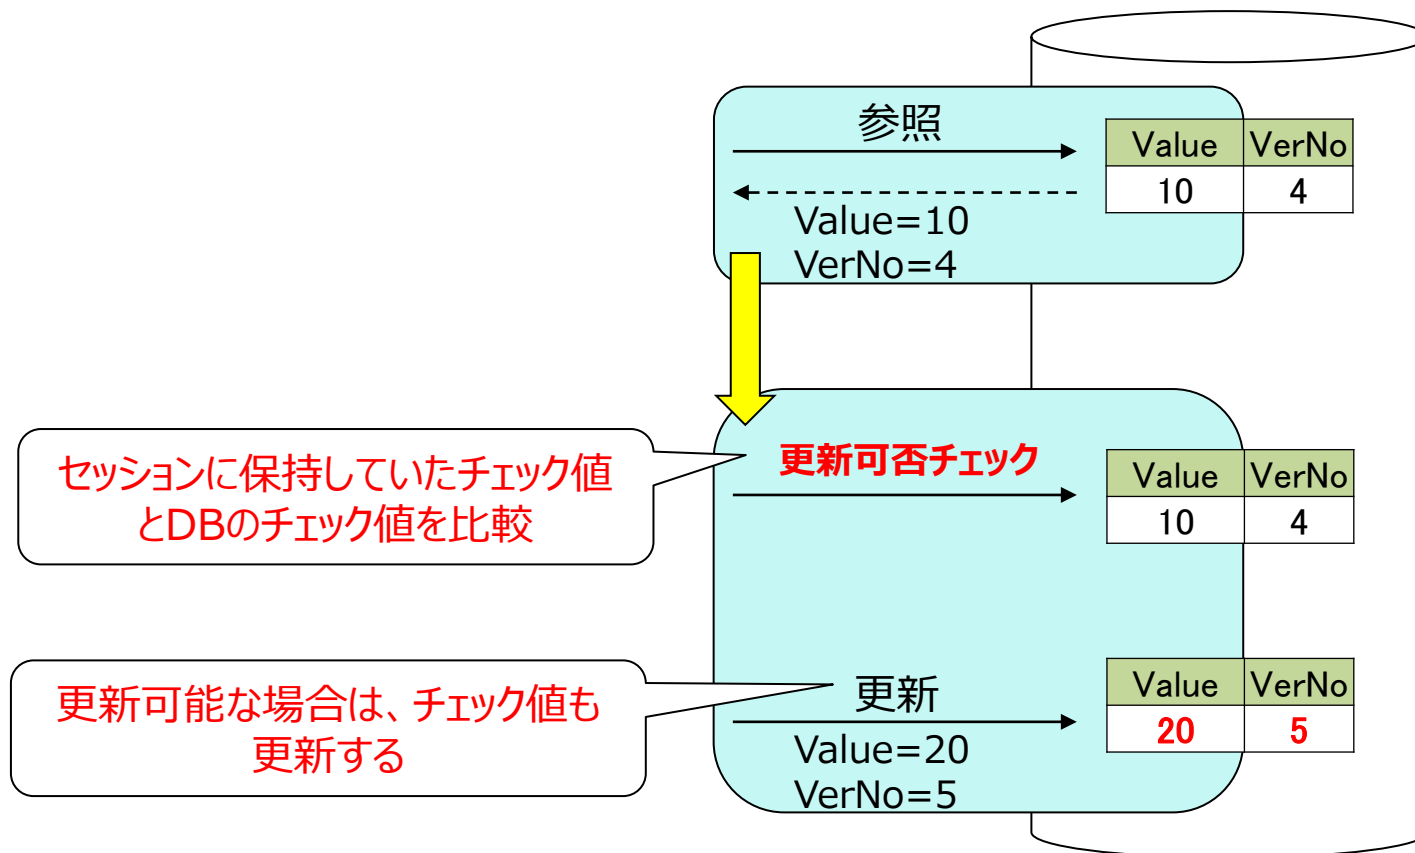 参照
Value VerNo
10 4
Value=10
VerNo=4
セッションに保持していたチェック値
とDBのチェック値を比較
更新可否チェック
Value VerNo
10 4
更新可能な場合は、チェック値も
更新する
更新
Value VerNo
20 5
Value=20
VerNo=5